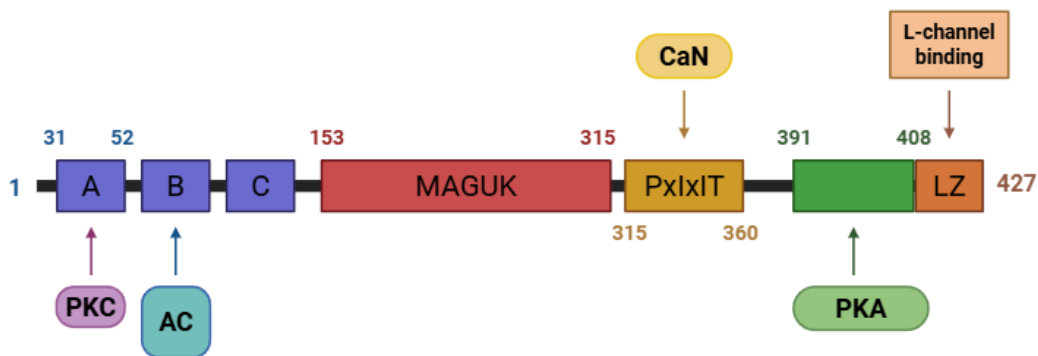 L-channel
binding
CaN
31 52 153 315 391 408
1 A B C MAGUK PxIxIT LZ 427
315 360
PKC AC PKA